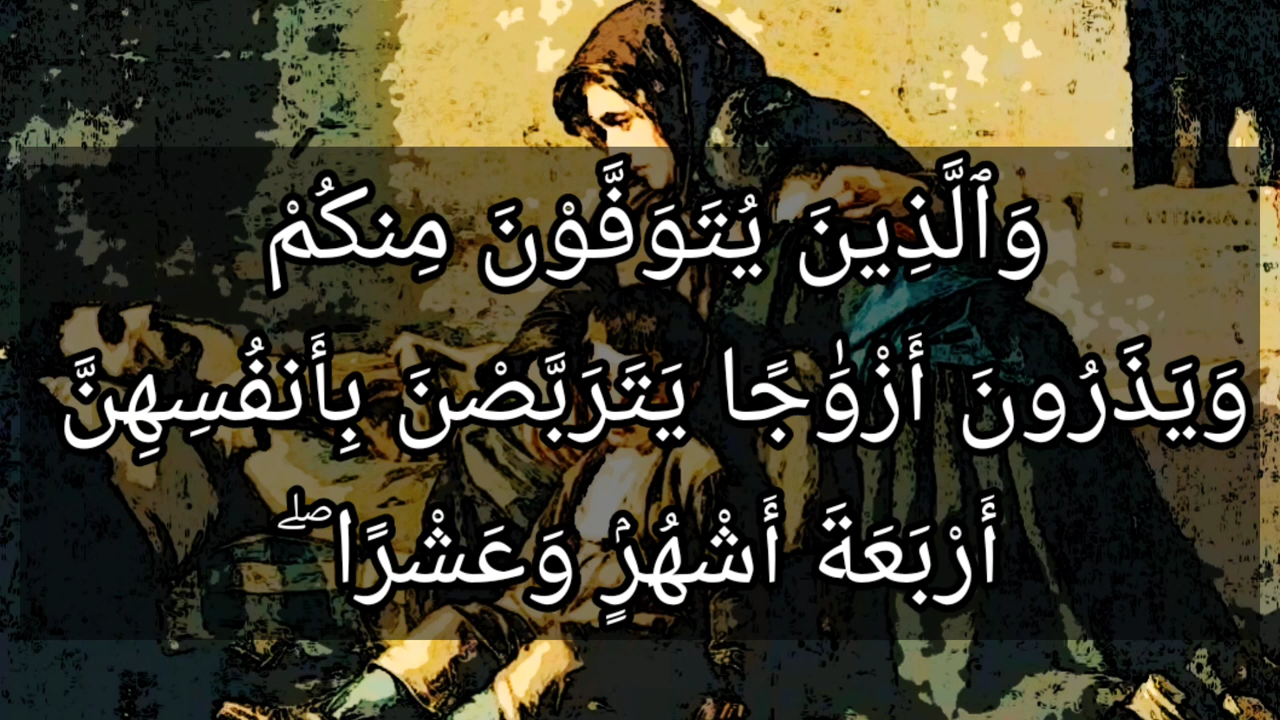 وَٱلَّذِينَ يُتَوَفَّوْنَ مِنكُمْ
وَيَذَرُونَ أَزْوَٰجًا يَتَرَبَّصْنَ بِأَنفُسِهِنَّ
أَرْبَعَةَ أَشْهُرٍۢ وَعَشْرًا ۖ